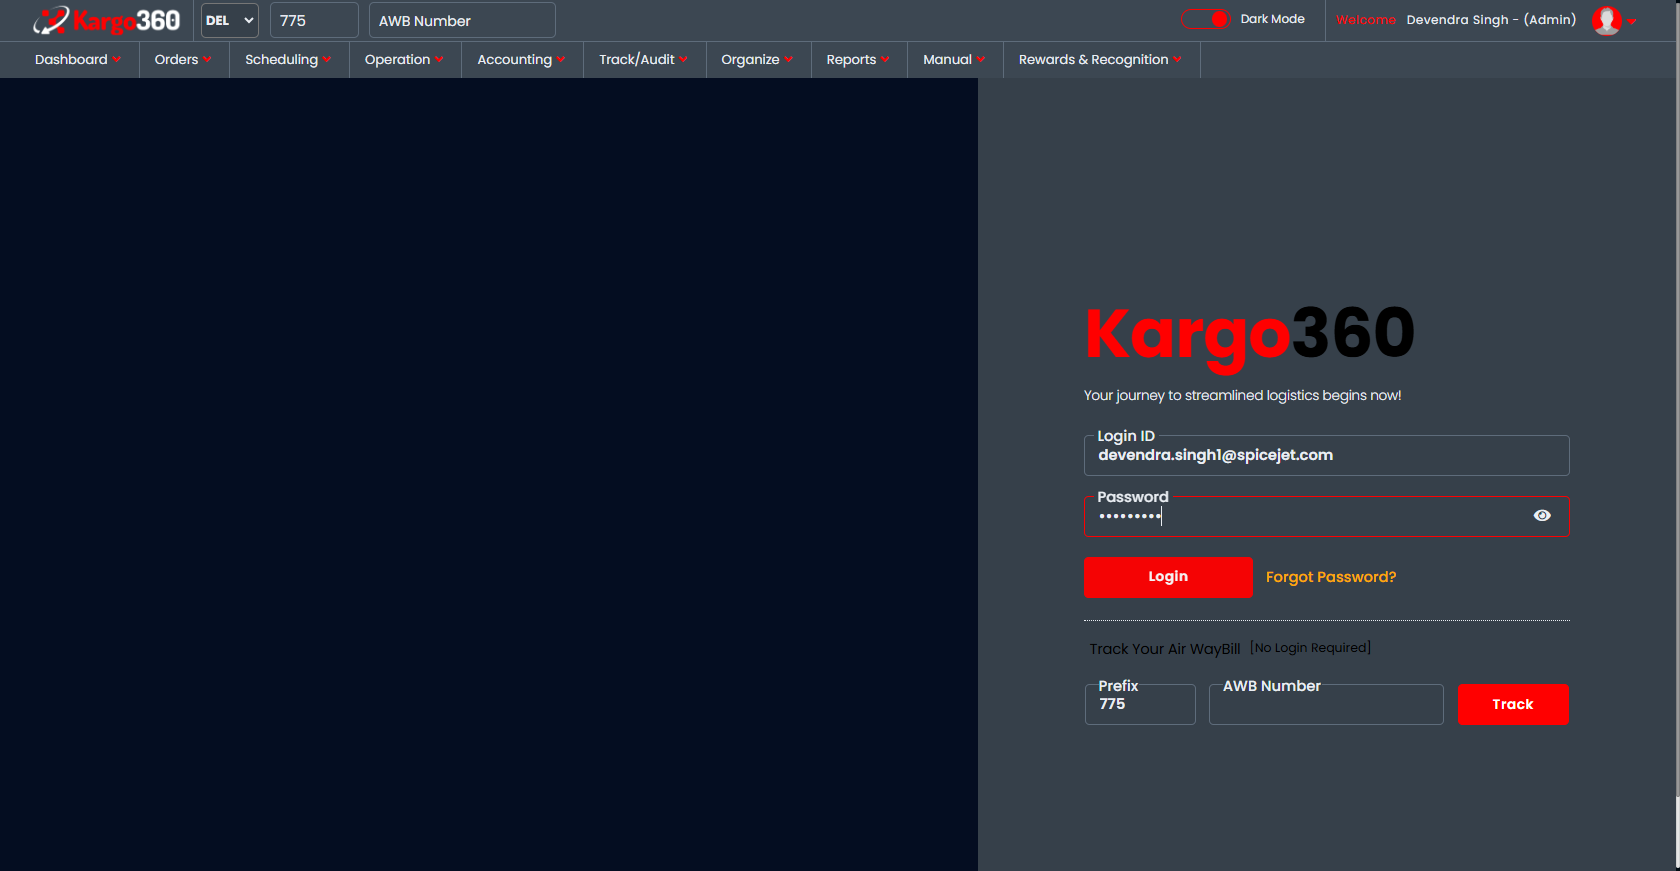 Kargo360 DEL 775 AWB Number Dark Mode Welcome Devendra Singh - (Admin)
Dashboard Orders Scheduling Operation Accounting Track/Audit Organize Reports Manual Rewards & Recognition
Kargo360
Your journey to streamlined logistics begins now!
Login ID
devendra.singh1@spicejet.com
Password
•••••••••
Login Forgot Password?
Track Your Air WayBill [No Login Required]
Prefix AWB Number
775 Track